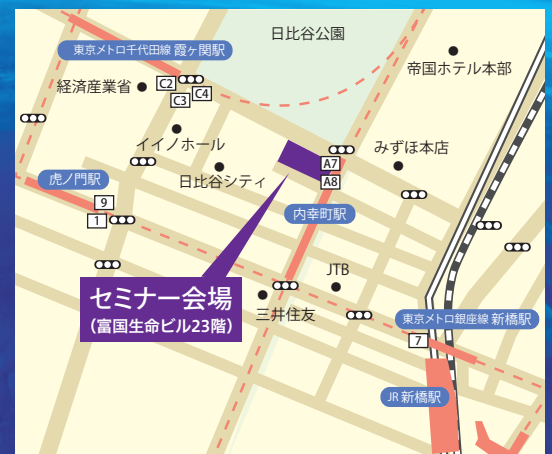 日比谷公園
東京メトロ千代田線 霞ヶ関駅
帝国ホテル本部
経済産業省
C2
C3
C4
イイノホール
日比谷シティ
A7
A8
みずほ本店
虎ノ門駅
9
1
内幸町駅
セミナー会場
(富国生命ビル23階)
JTB
三井住友
東京メトロ銀座線 新橋駅
7
JR 新橋駅